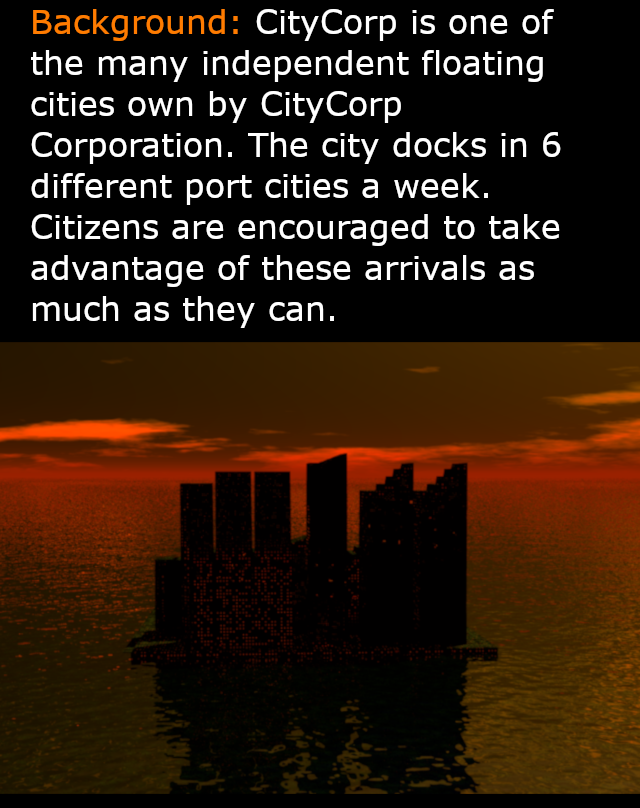 Background: CityCorp is one of
the many independent floating
cities own by CityCorp
Corporation. The city docks in 6
different port cities a week.
Citizens are encouraged to take
advantage of these arrivals as
much as they can.